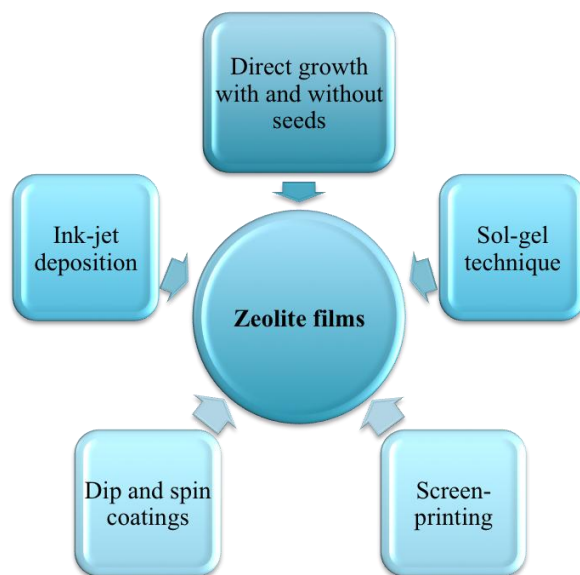 Direct growth
with and without
seeds
Ink-jet
deposition
Sol-gel
technique
Zeolite films
Dip and spin
coatings
Screen-
printing